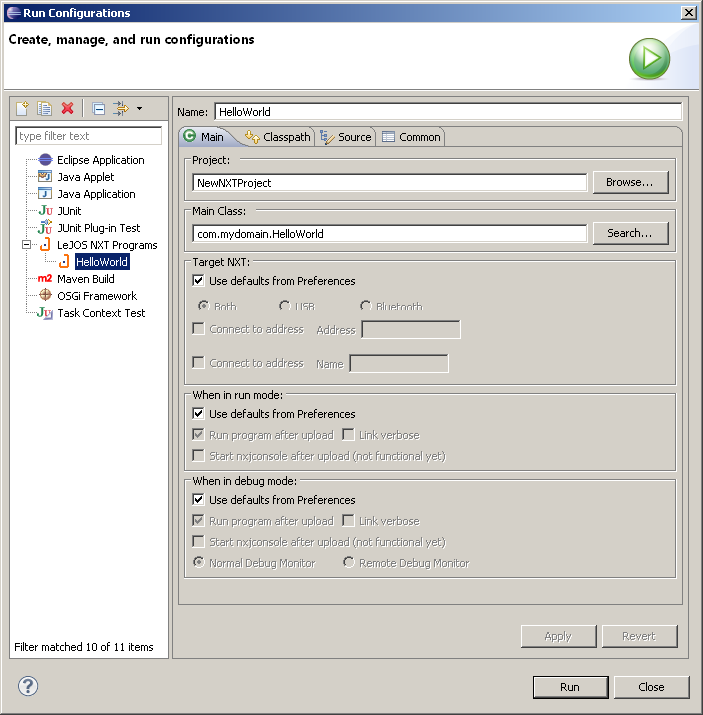 Run Configurations
Create, manage, and run configurations
type filter text
Eclipse Application
Java Applet
Java Application
JUnit
JUnit Plug-in Test
LeJOS NXT Programs
HelloWorld
Maven Build
OSGi Framework
Task Context Test
Filter matched 10 of 11 items
Name: HelloWorld
Main Classpath Source Common
Project:
NewNXTProject Browse...
Main Class:
com.mydomain.HelloWorld Search...
Target NXT:
Use defaults from Preferences
Both USB Bluetooth
Connect to address Address
Connect to address Name
When in run mode:
Use defaults from Preferences
Run program after upload Link verbose
Start nxjconsole after upload (not functional yet)
When in debug mode:
Use defaults from Preferences
Run program after upload Link verbose
Start nxjconsole after upload (not functional yet)
Normal Debug Monitor Remote Debug Monitor
Apply Revert
Run Close